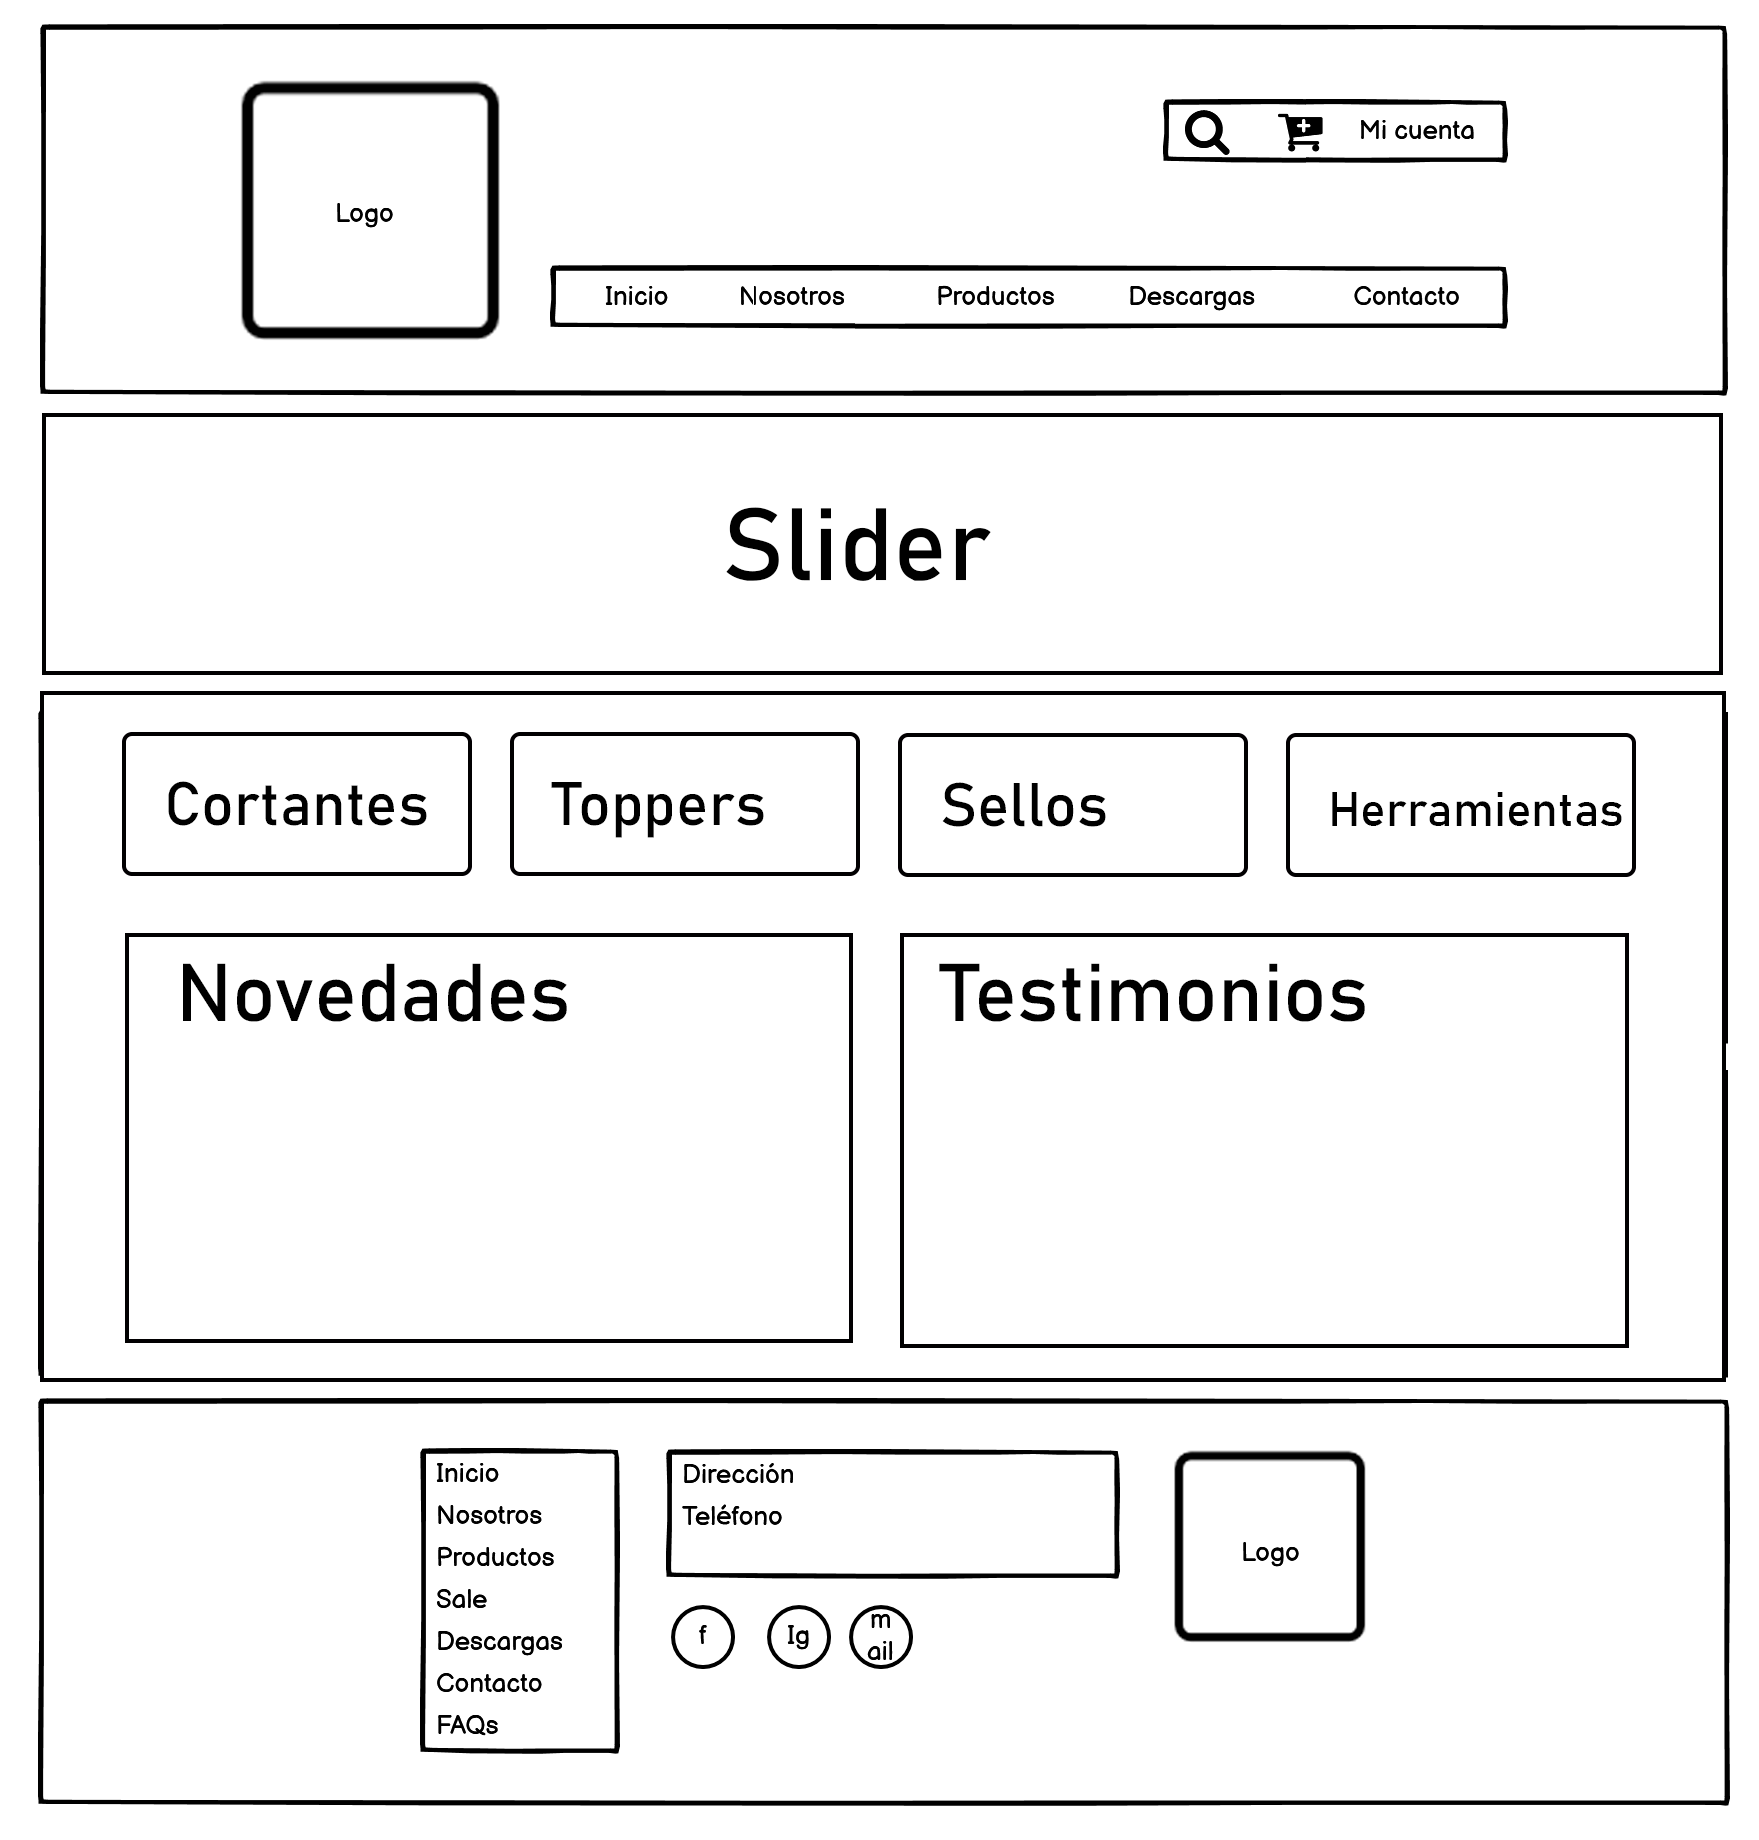 Logo
Mi cuenta
Inicio Nosotros Productos Descargas Contacto
Slider
Cortantes Toppers Sellos Herramientas
Novedades Testimonios
Inicio
Nosotros
Productos
Sale
Descargas
Contacto
FAQs
Dirección
Teléfono
f Ig m
ail
Logo